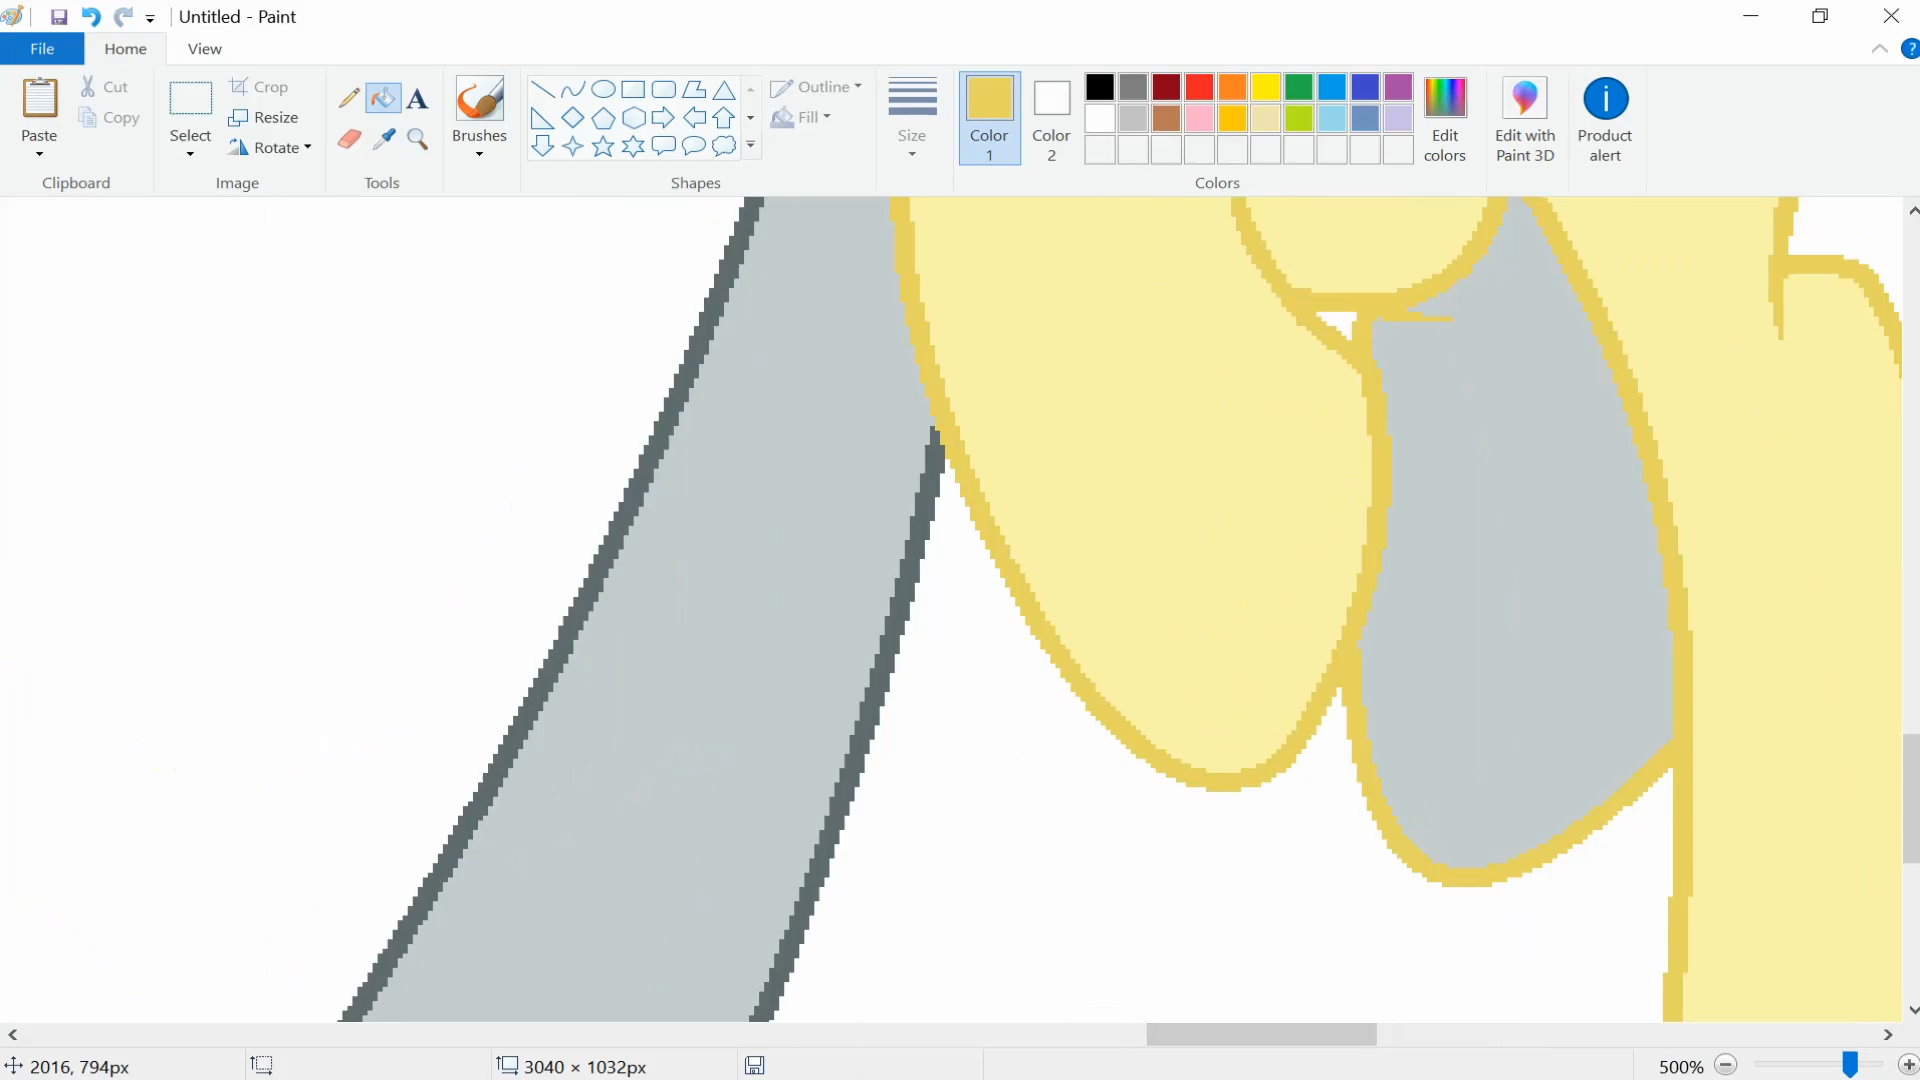 Untitled - Paint
File
Home
View
Paste
Cut
Copy
Clipboard
Select
Crop
Resize
Rotate
Image
A
Tools
Brushes
Shapes
Outline
Fill
Size
Color 1
Color 2
Edit colors
Colors
Edit with Paint 3D
Product alert
2016, 794px
3040 × 1032px
500%